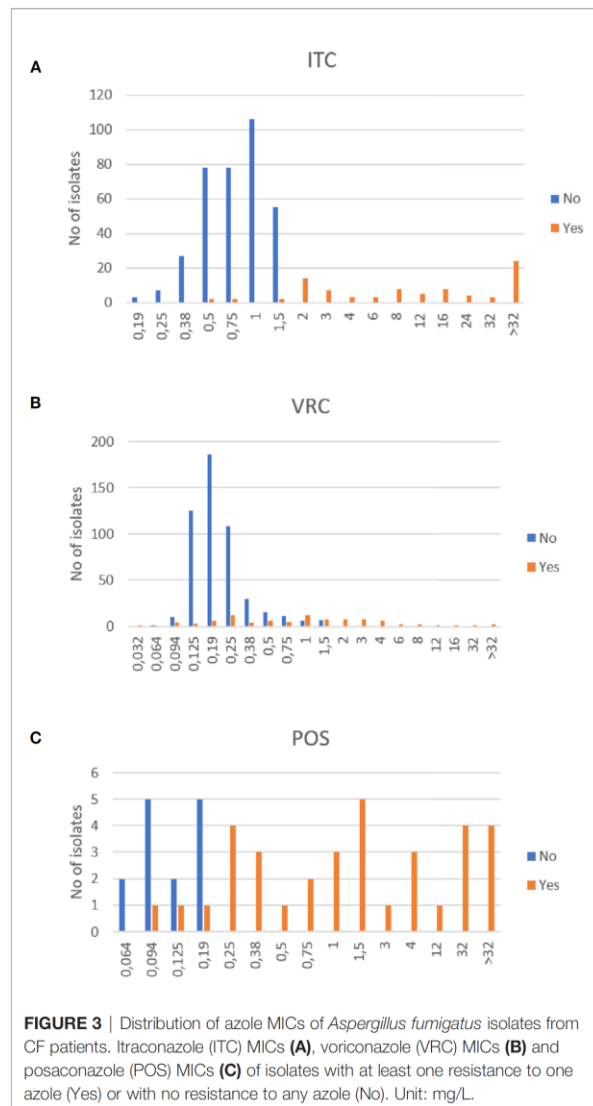 A
ITC
120
100
80
60
40
20
0
No of isolates
0,19 0,25 0,38 0,5 0,75 1 1,5 2 3 4 6 8 12 16 24 32 >32
No
Yes
B
VRC
200
150
100
50
0
No of isolates
0,032 0,064 0,094 0,125 0,19 0,25 0,38 0,5 0,75 1 1,5 2 3 4 6 8 12 16 32 >32
No
Yes
C
POS
6
5
4
3
2
1
0
No of isolates
0,064 0,094 0,125 0,19 0,25 0,38 0,5 0,75 1 1,5 3 4 12 32 >32
No
Yes
FIGURE 3 | Distribution of azole MICs of Aspergillus fumigatus isolates from
CF patients. Itraconazole (ITC) MICs (A), voriconazole (VRC) MICs (B) and
posaconazole (POS) MICs (C) of isolates with at least one resistance to one
azole (Yes) or with no resistance to any azole (No). Unit: mg/L.